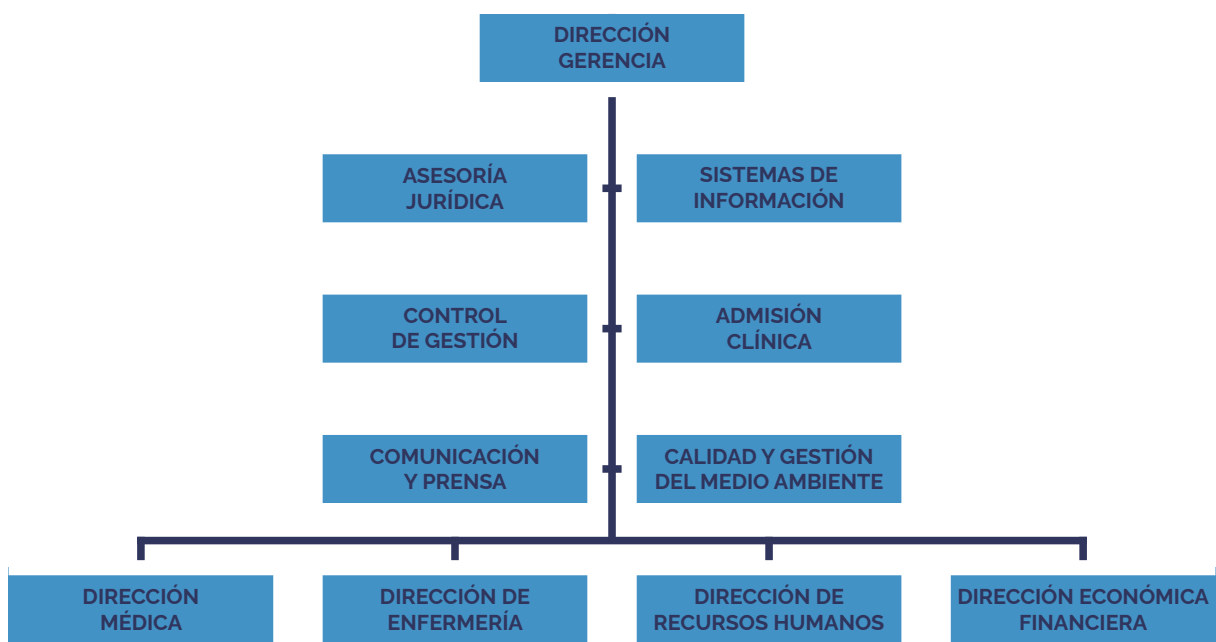 DIRECCIÓN
GERENCIA
ASESORÍA
JURÍDICA
SISTEMAS DE
INFORMACIÓN
CONTROL
DE GESTIÓN
ADMISIÓN
CLÍNICA
COMUNICACIÓN
Y PRENSA
CALIDAD Y GESTIÓN
DEL MEDIO AMBIENTE
DIRECCIÓN
MÉDICA
DIRECCIÓN DE
ENFERMERÍA
DIRECCIÓN DE
RECURSOS HUMANOS
DIRECCIÓN ECONÓMICA
FINANCIERA